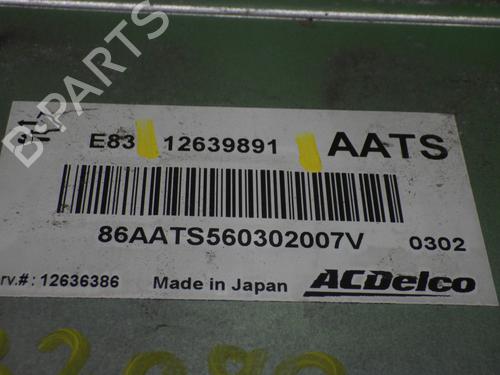 B-PARTS
E83 12639891 AATS
86AATS560302007V 0302
rv.#: 12636386 Made in Japan ACDelco